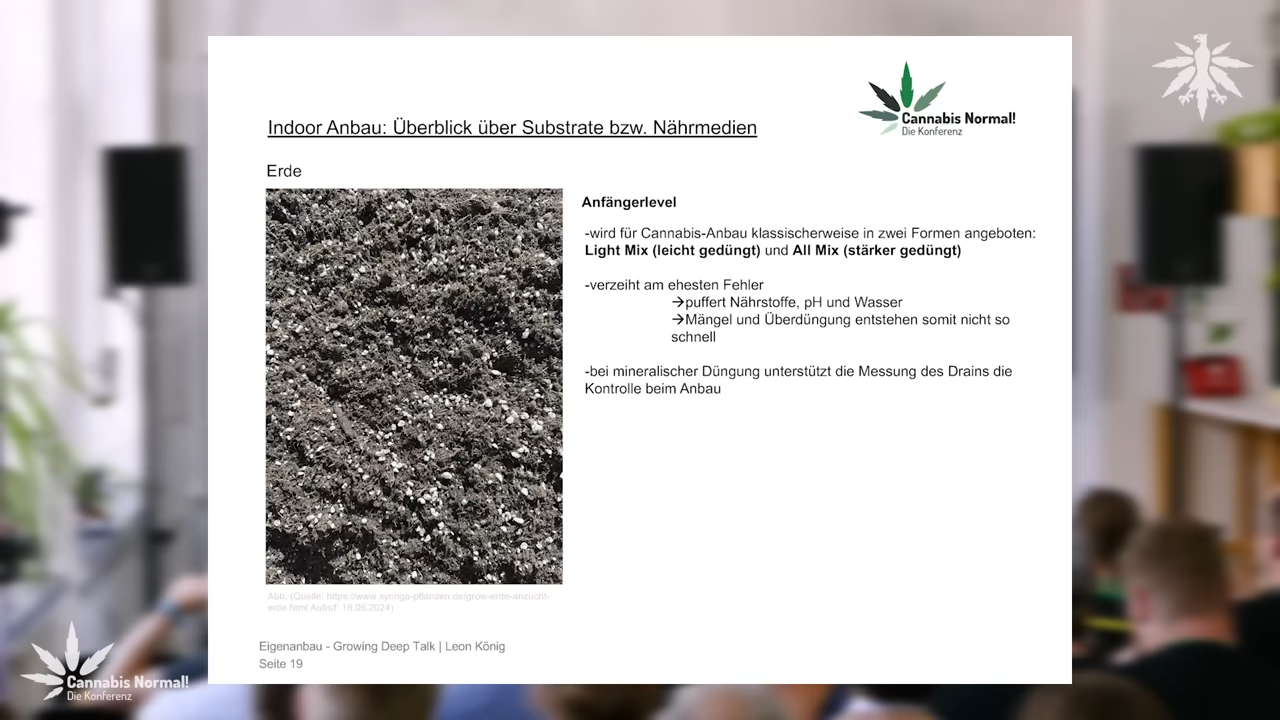 Cannabis Normal!
Die Konferenz
Indoor Anbau: Überblick über Substrate bzw. Nährmedien
Erde
Anfängerlevel
-wird für Cannabis-Anbau klassischerweise in zwei Formen angeboten:
Light Mix (leicht gedüngt) und All Mix (stärker gedüngt)
-verzeiht am ehesten Fehler
→puffert Nährstoffe, pH und Wasser
→Mängel und Überdüngung entstehen somit nicht so
schnell
-bei mineralischer Düngung unterstützt die Messung des Drains die
Kontrolle beim Anbau
Abb. (Quelle: https://www.syringa-pflanzen.de/grow-erde-anzucht-
erde.html Aufruf 18.06.2024)
Eigenanbau - Growing Deep Talk | Leon König
Seite 19
Cannabis Normal!
Die Konferenz